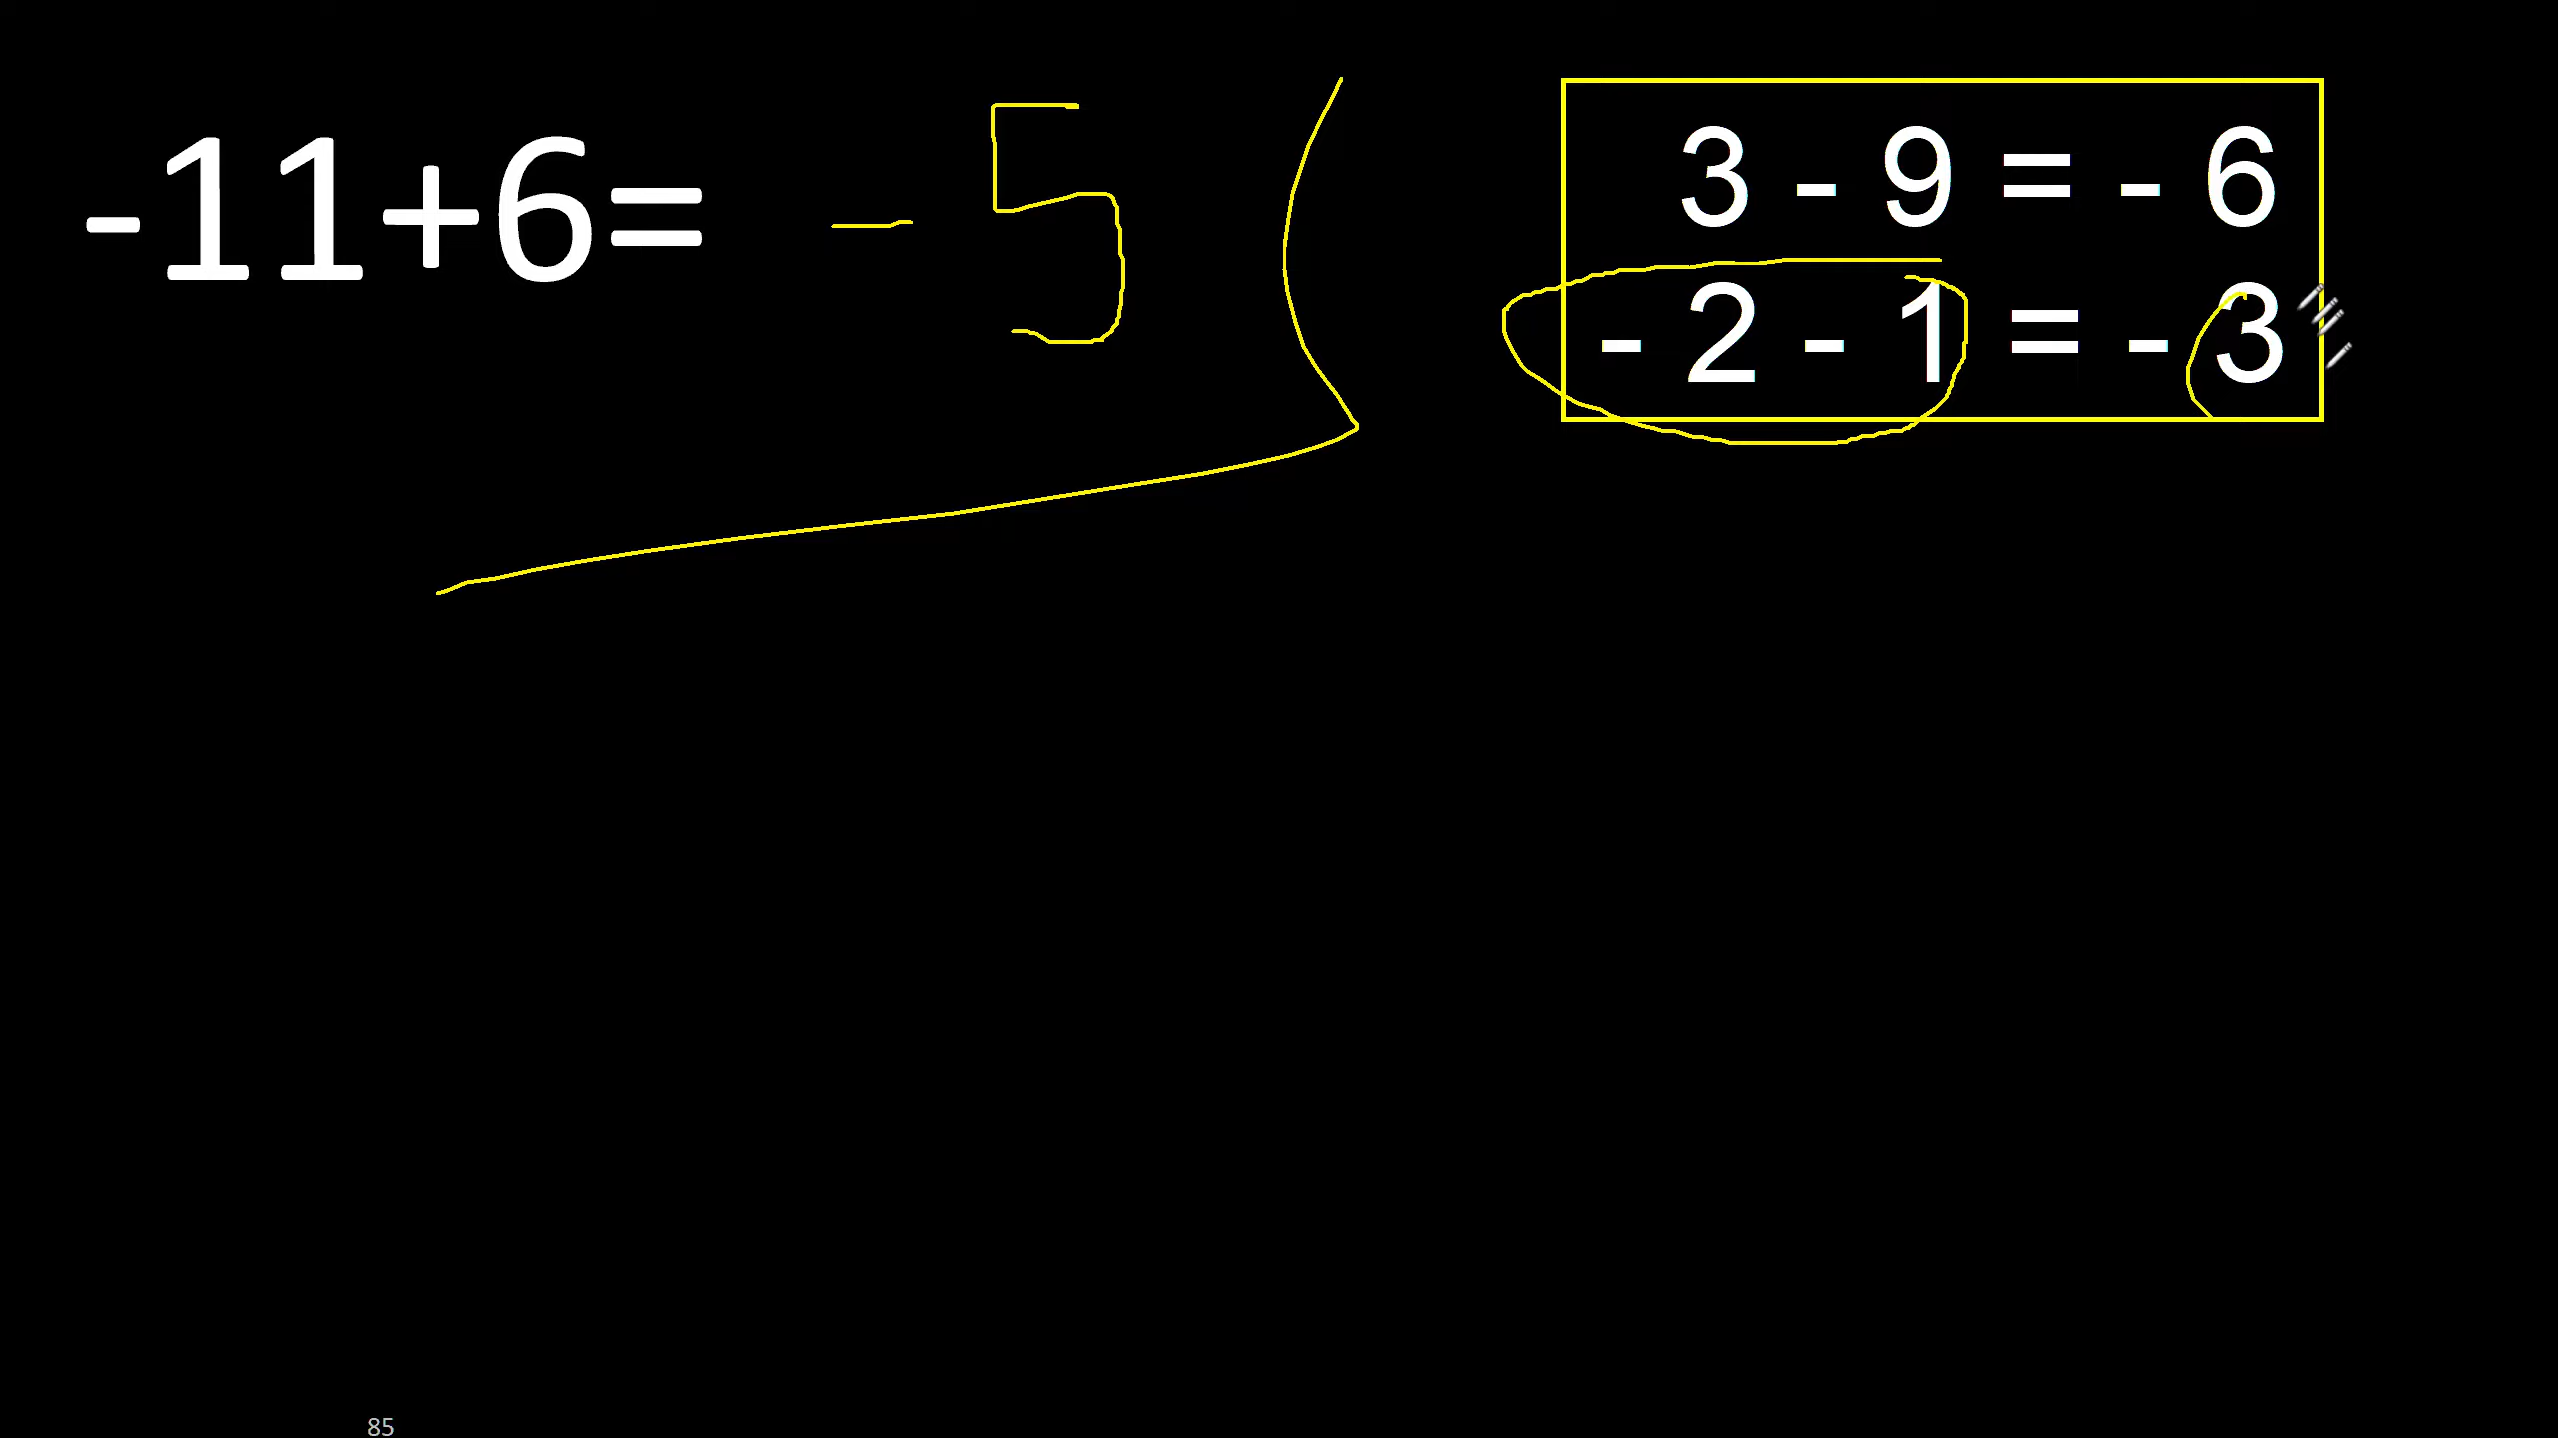 -11+6= - 5
3 - 9 = - 6
- 2 - 1 = - 3
85